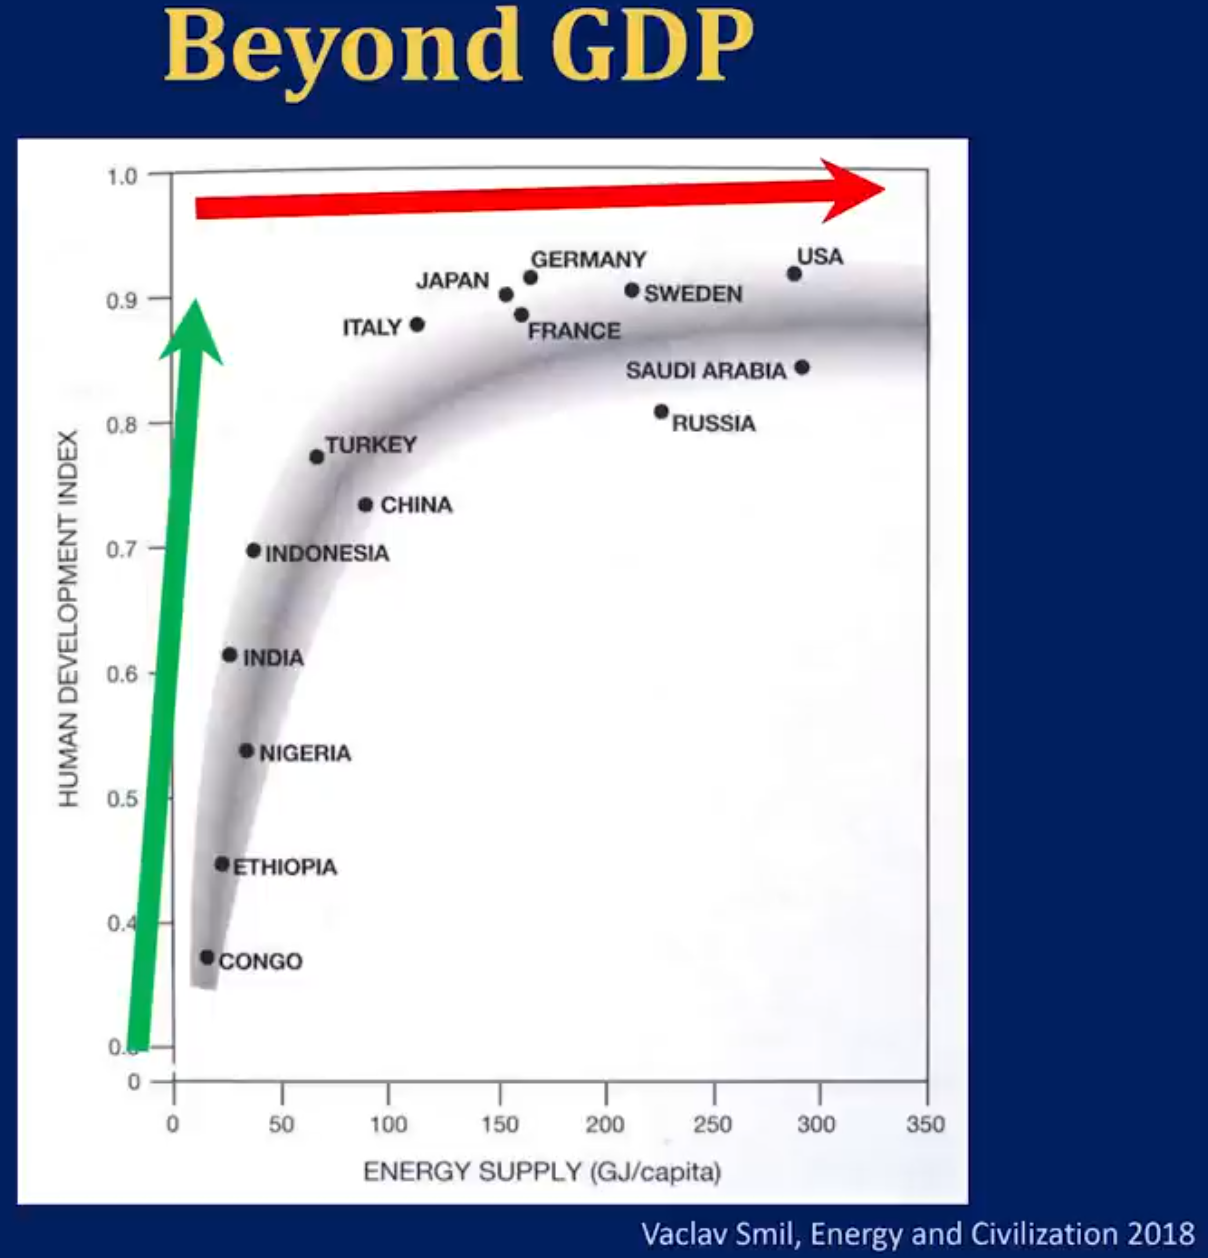 Beyond GDP
1.0
0.9
0.8
0.7
0.6
0.5
0.4
0
HUMAN DEVELOPMENT INDEX
USA
GERMANY
JAPAN
SWEDEN
ITALY
FRANCE
SAUDI ARABIA
RUSSIA
TURKEY
CHINA
INDONESIA
INDIA
NIGERIA
ETHIOPIA
CONGO
0 50 100 150 200 250 300 350
ENERGY SUPPLY (GJ/capita)
Vaclav Smil, Energy and Civilization 2018